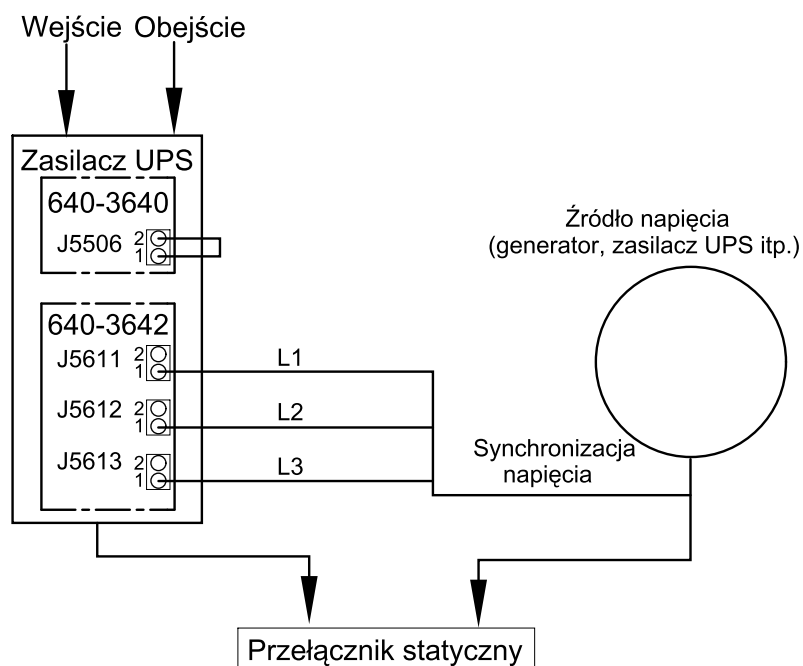 Wejście Obejście
Zasilacz UPS
640-3640
J5506 2
1
640-3642
J5611 2
1
J5612 2
1
J5613 2
1
L1
L2
L3
Źródło napięcia
(generator, zasilacz UPS itp.)
Synchronizacja
napięcia
Przełącznik statyczny